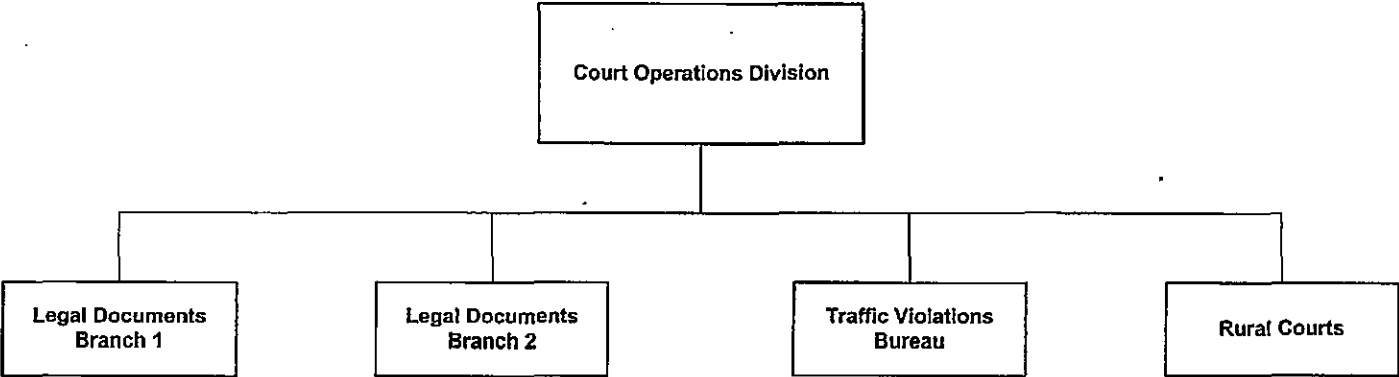 Court Operations Division
Legal Documents
Branch 1
Legal Documents
Branch 2
Traffic Violations
Bureau
Rural Courts